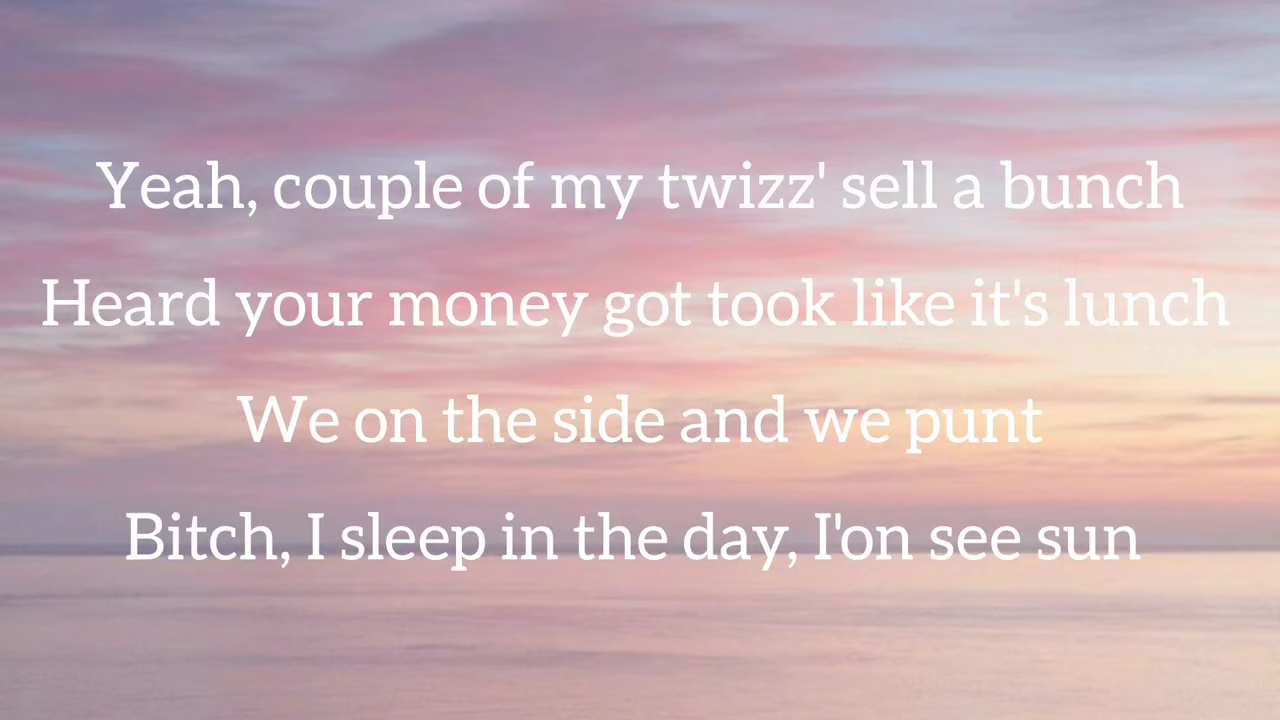 Yeah, couple of my twizz' sell a bunch
Heard your money got took like it's lunch
We on the side and we punt
Bitch, I sleep in the day, I'on see sun